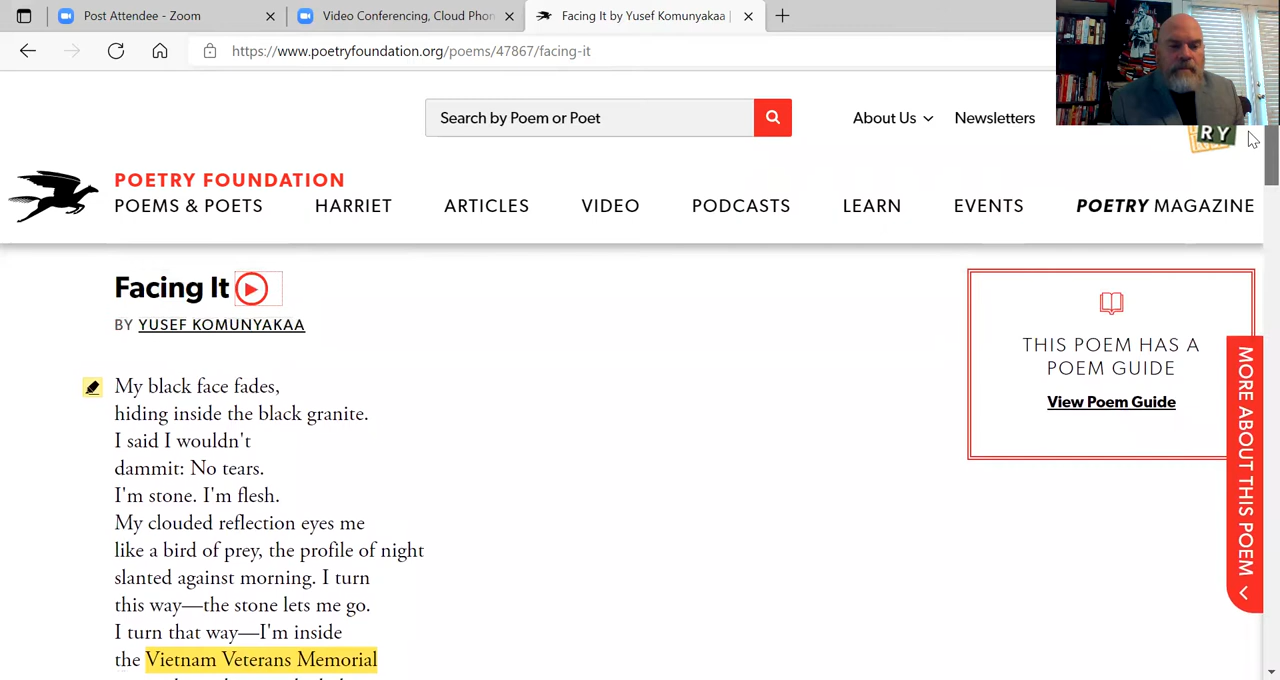 Post Attendee - Zoom
Video Conferencing, Cloud Phon
Facing It by Yusef Komunyakaa |
https://www.poetryfoundation.org/poems/47867/facing-it
Search by Poem or Poet
About Us
Newsletters
RY
POETRY FOUNDATION
POEMS & POETS
HARRIET
ARTICLES
VIDEO
PODCASTS
LEARN
EVENTS
POETRY MAGAZINE
Facing It
BY YUSEF KOMUNYAKAA
THIS POEM HAS A
POEM GUIDE
View Poem Guide
MORE ABOUT THIS POEM
My black face fades,
hiding inside the black granite.
I said I wouldn't
dammit: No tears.
I'm stone. I'm flesh.
My clouded reflection eyes me
like a bird of prey, the profile of night
slanted against morning. I turn
this way—the stone lets me go.
I turn that way—I'm inside
the Vietnam Veterans Memorial